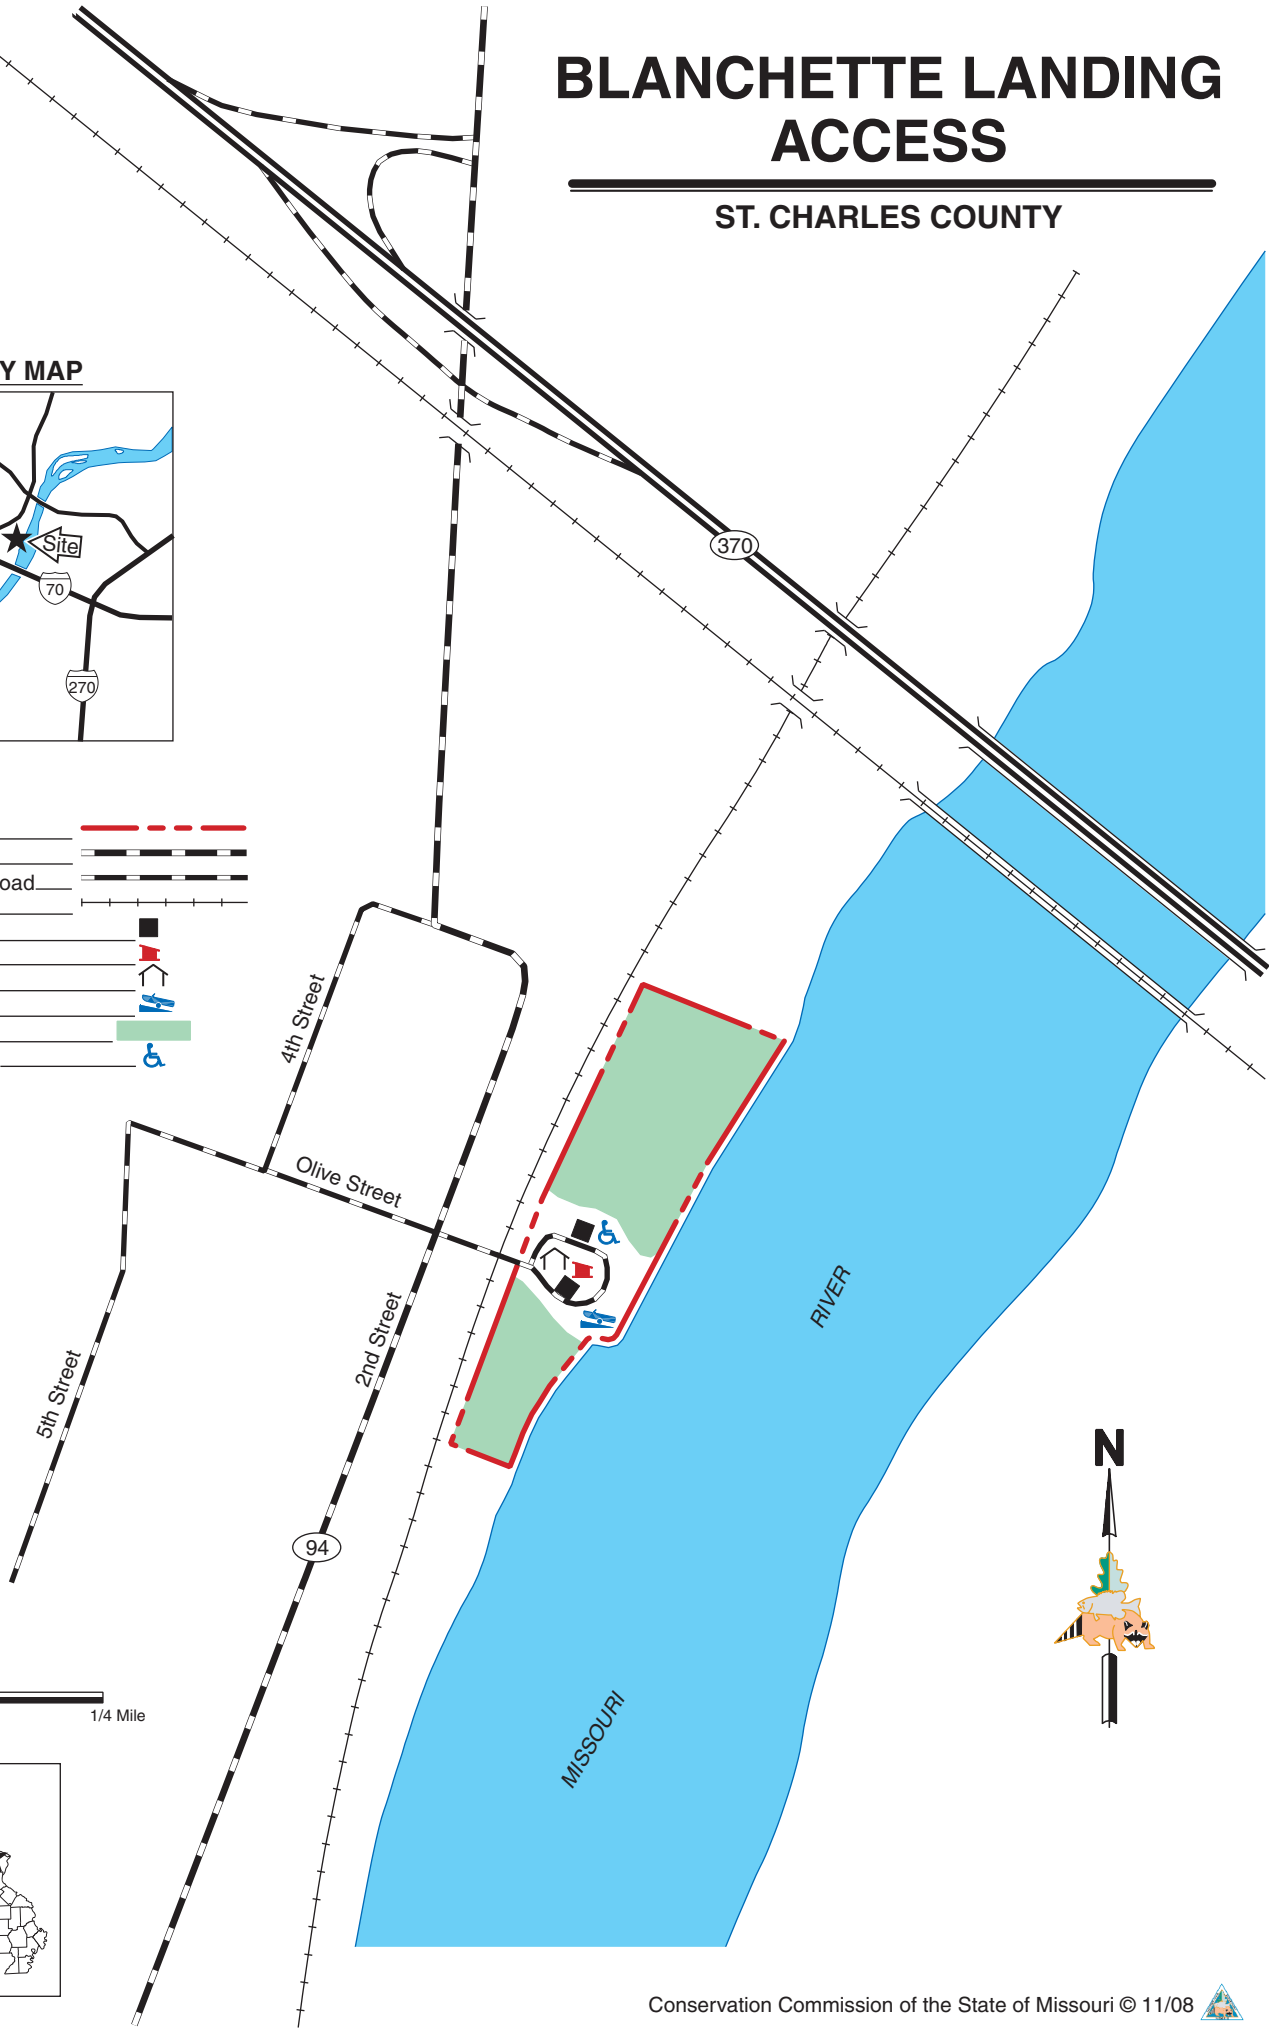 BLANCHETTE LANDING
ACCESS
ST. CHARLES COUNTY
Y MAP
Site
70
270
370
oad
4th Street
Olive Street
2nd Street
5th Street
94
RIVER
MISSOURI
N
1/4 Mile
Conservation Commission of the State of Missouri © 11/08